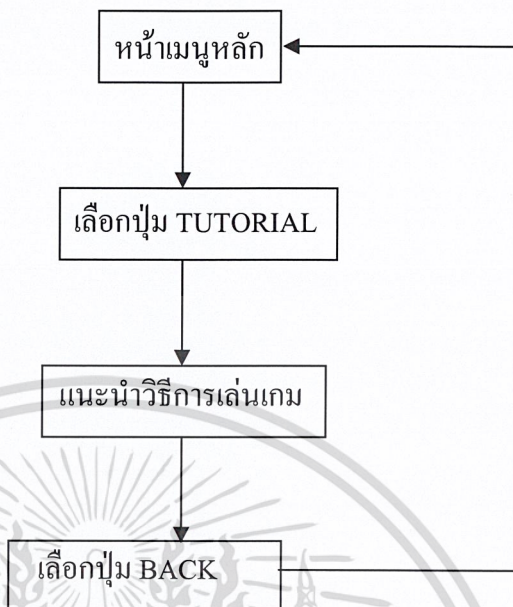 หน้าเมนูหลัก
เลือกปุ่ม TUTORIAL
แนะนำวิธีการเล่นเกม
เลือกปุ่ม BACK